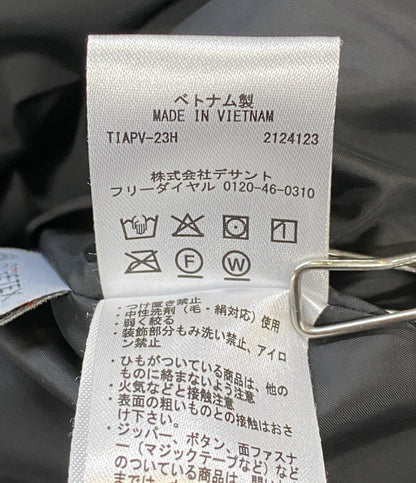 ベトナム製
MADE IN VIETNAM
TIAPV-23H 2124123
株式会社デサント
フリーダイヤル 0120-46-0310
F W
・つけ置き禁止
・中性洗剤(毛・絹対応)使用
・弱く絞る
・装飾部分もみ洗い禁止、アイロ
ン禁止
・ひもがついている商品は、他の
ものに絡まないよう注意
・火気などと接触注意
・表面の粗いものとの接触はお
け下さい。
・ジッパー、ボタン、面ファスナ
ー(マジックテープなど)など
のついている商品は、